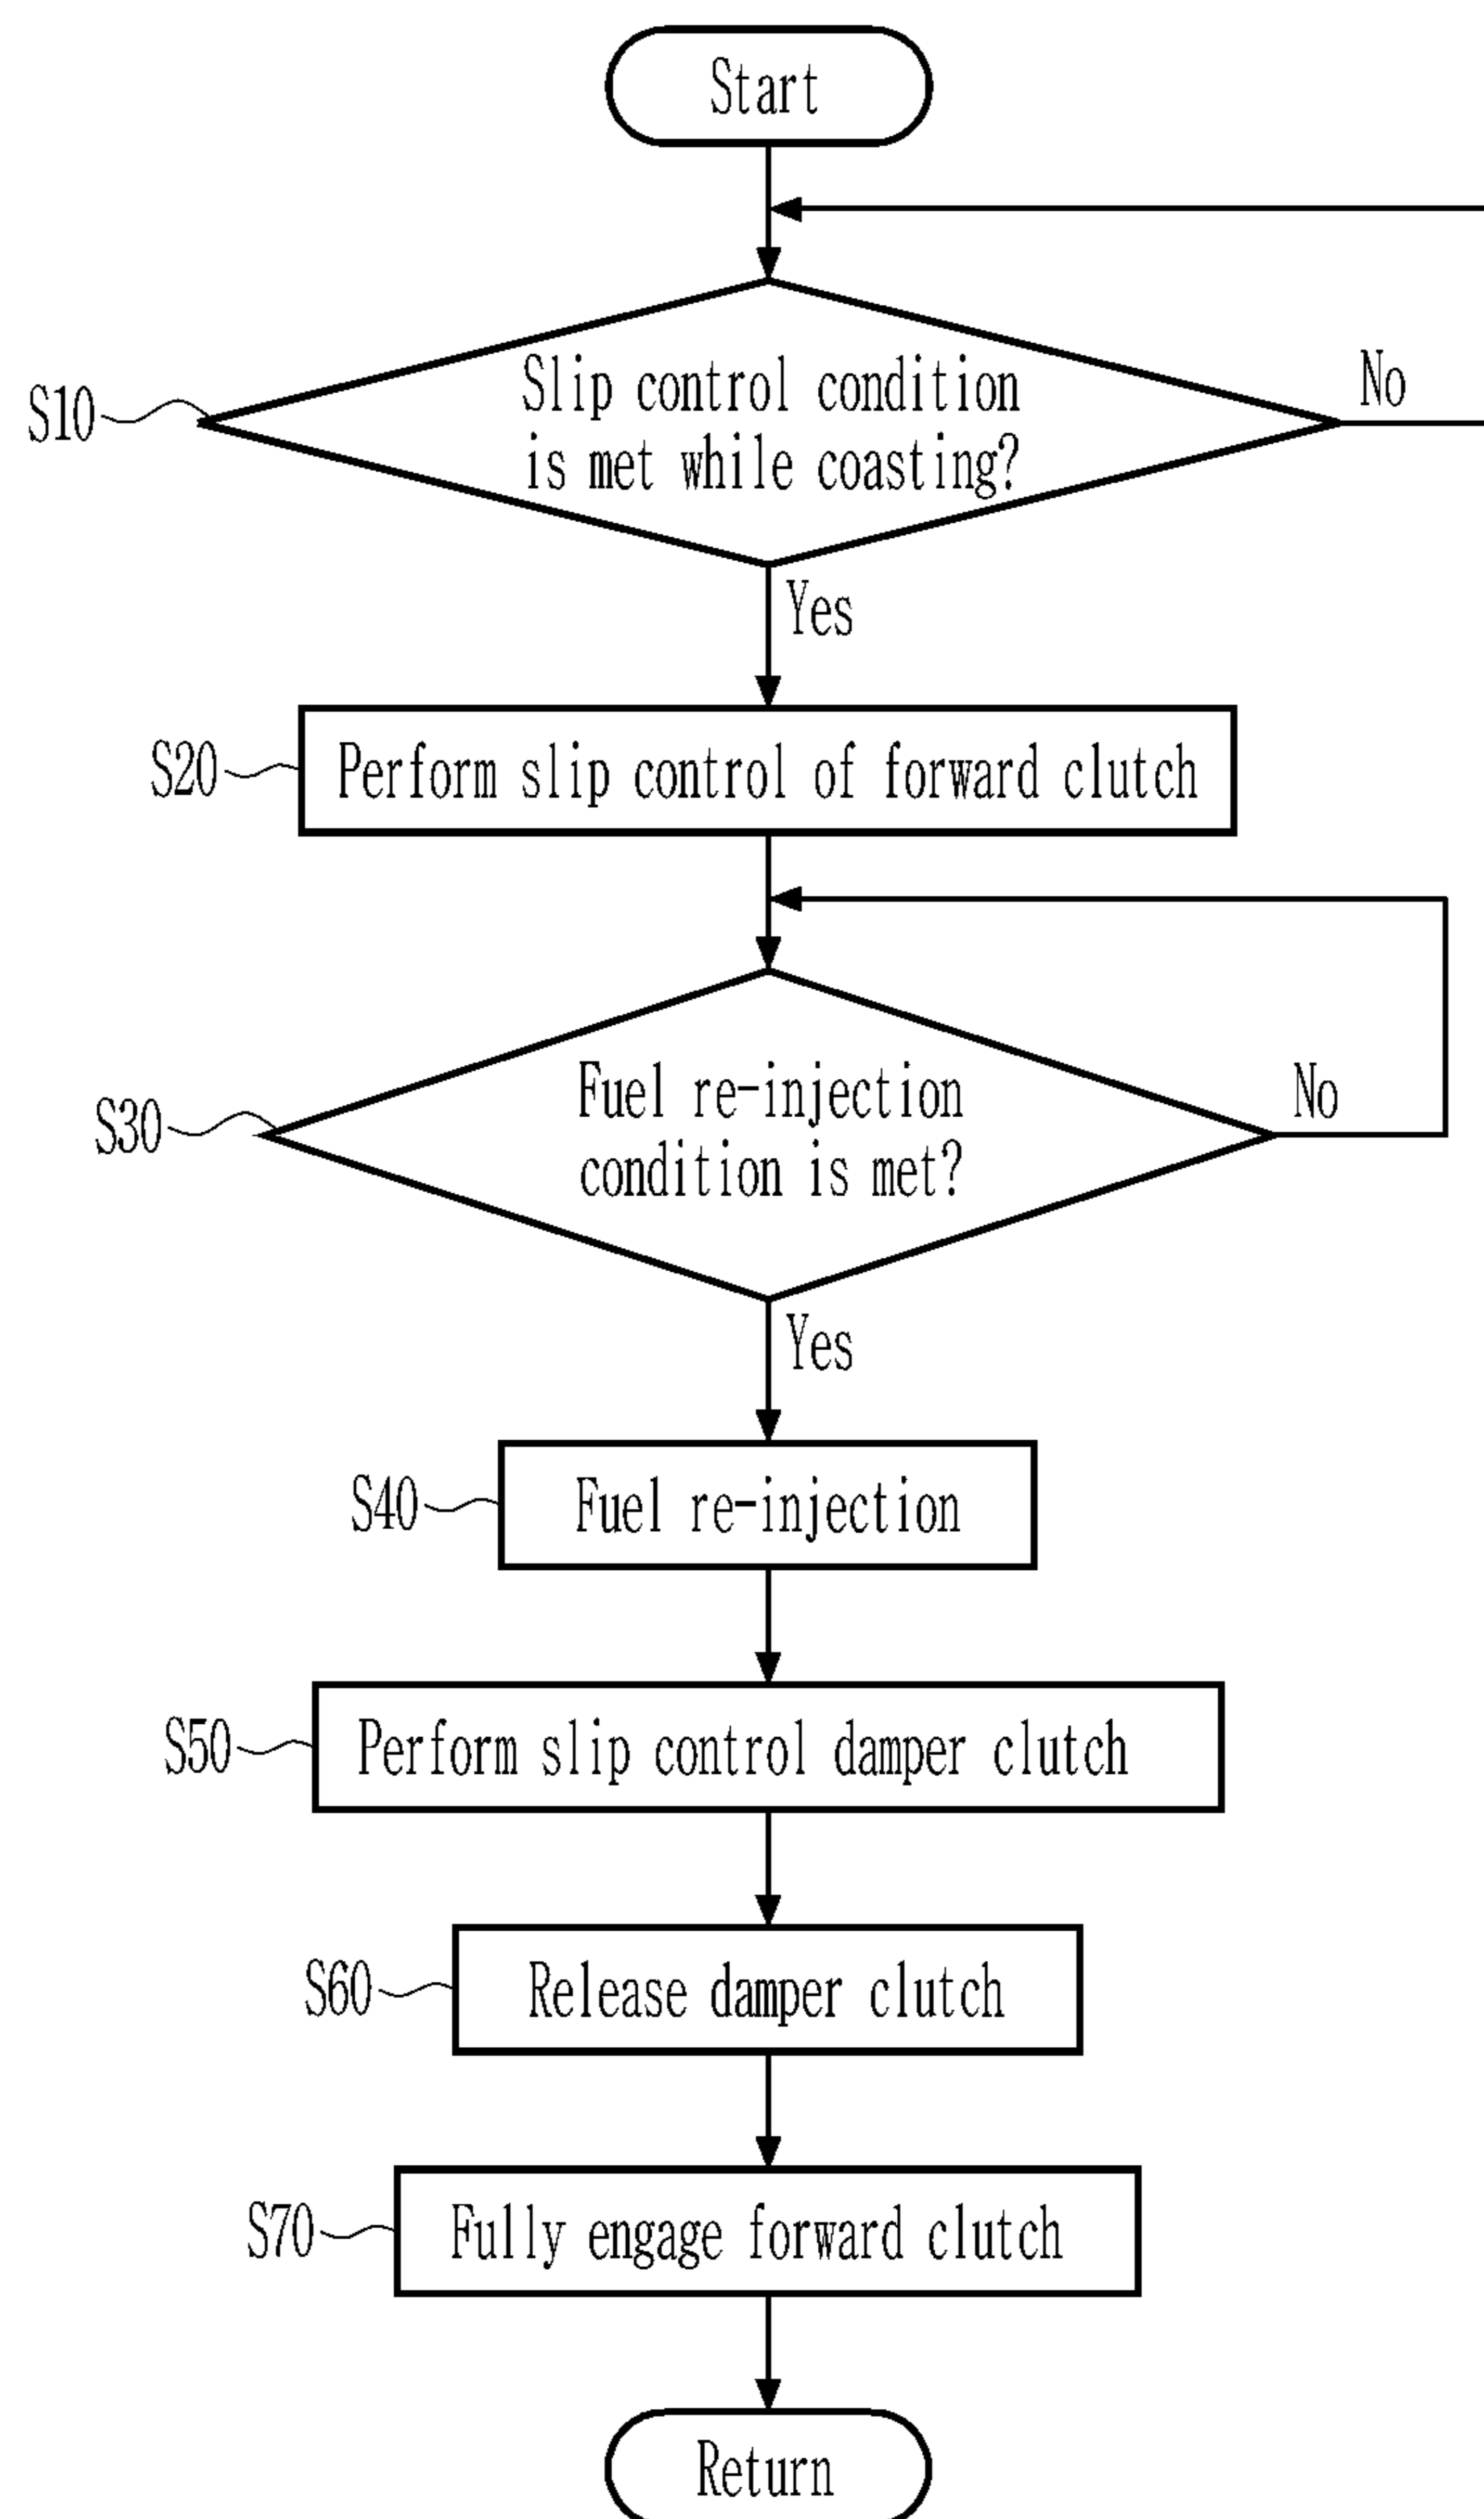 Start
S10
Slip control condition
is met while coasting?
No
Yes
S20
Perform slip control of forward clutch
S30
Fuel re-injection
condition is met?
No
Yes
S40
Fuel re-injection
S50
Perform slip control damper clutch
S60
Release damper clutch
S70
Fully engage forward clutch
Return